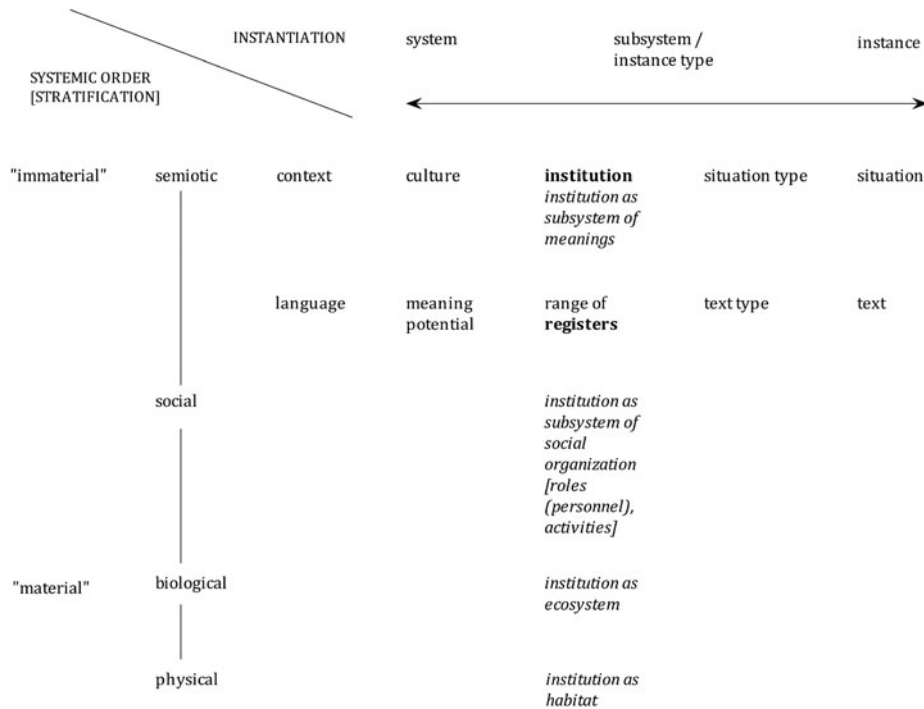 INSTANTIATION
system
subsystem /
instance type
instance
SYSTEMIC ORDER
[STRATIFICATION]
"immaterial"
semiotic
context
culture
institution
institution as
subsystem of
meanings
situation type
situation
language
meaning
potential
range of
registers
text type
text
social
institution as
subsystem of
social
organization
[roles
(personnel),
activities]
"material"
biological
institution as
ecosystem
physical
institution as
habitat